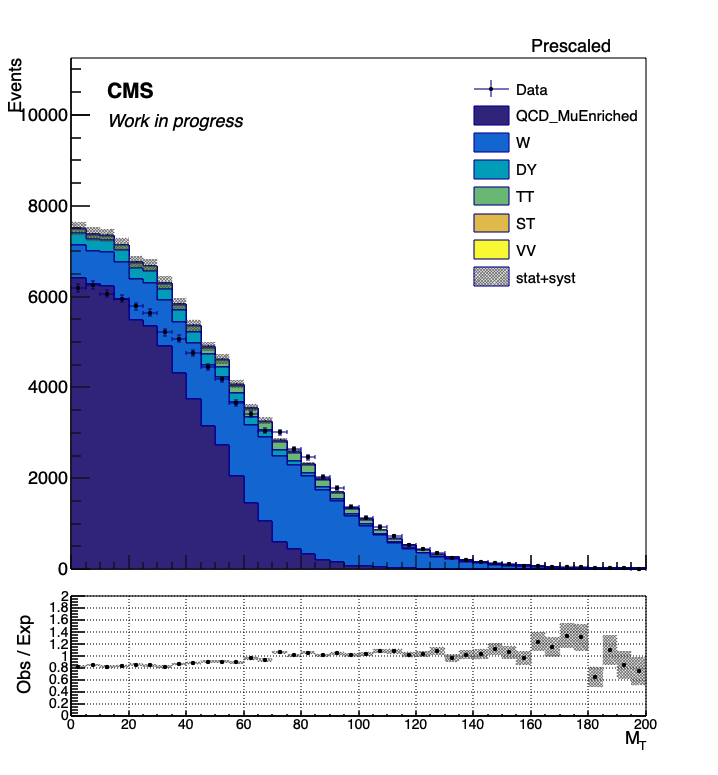 Prescaled
Events
CMS
Work in progress
Data
QCD_MuEnriched
W
DY
TT
ST
VV
stat+syst
10000
8000
6000
4000
2000
0
Obs / Exp
2
1.8
1.6
1.4
1.2
1
0.8
0.6
0.4
0.2
0
0 20 40 60 80 100 120 140 160 180 200
M_T